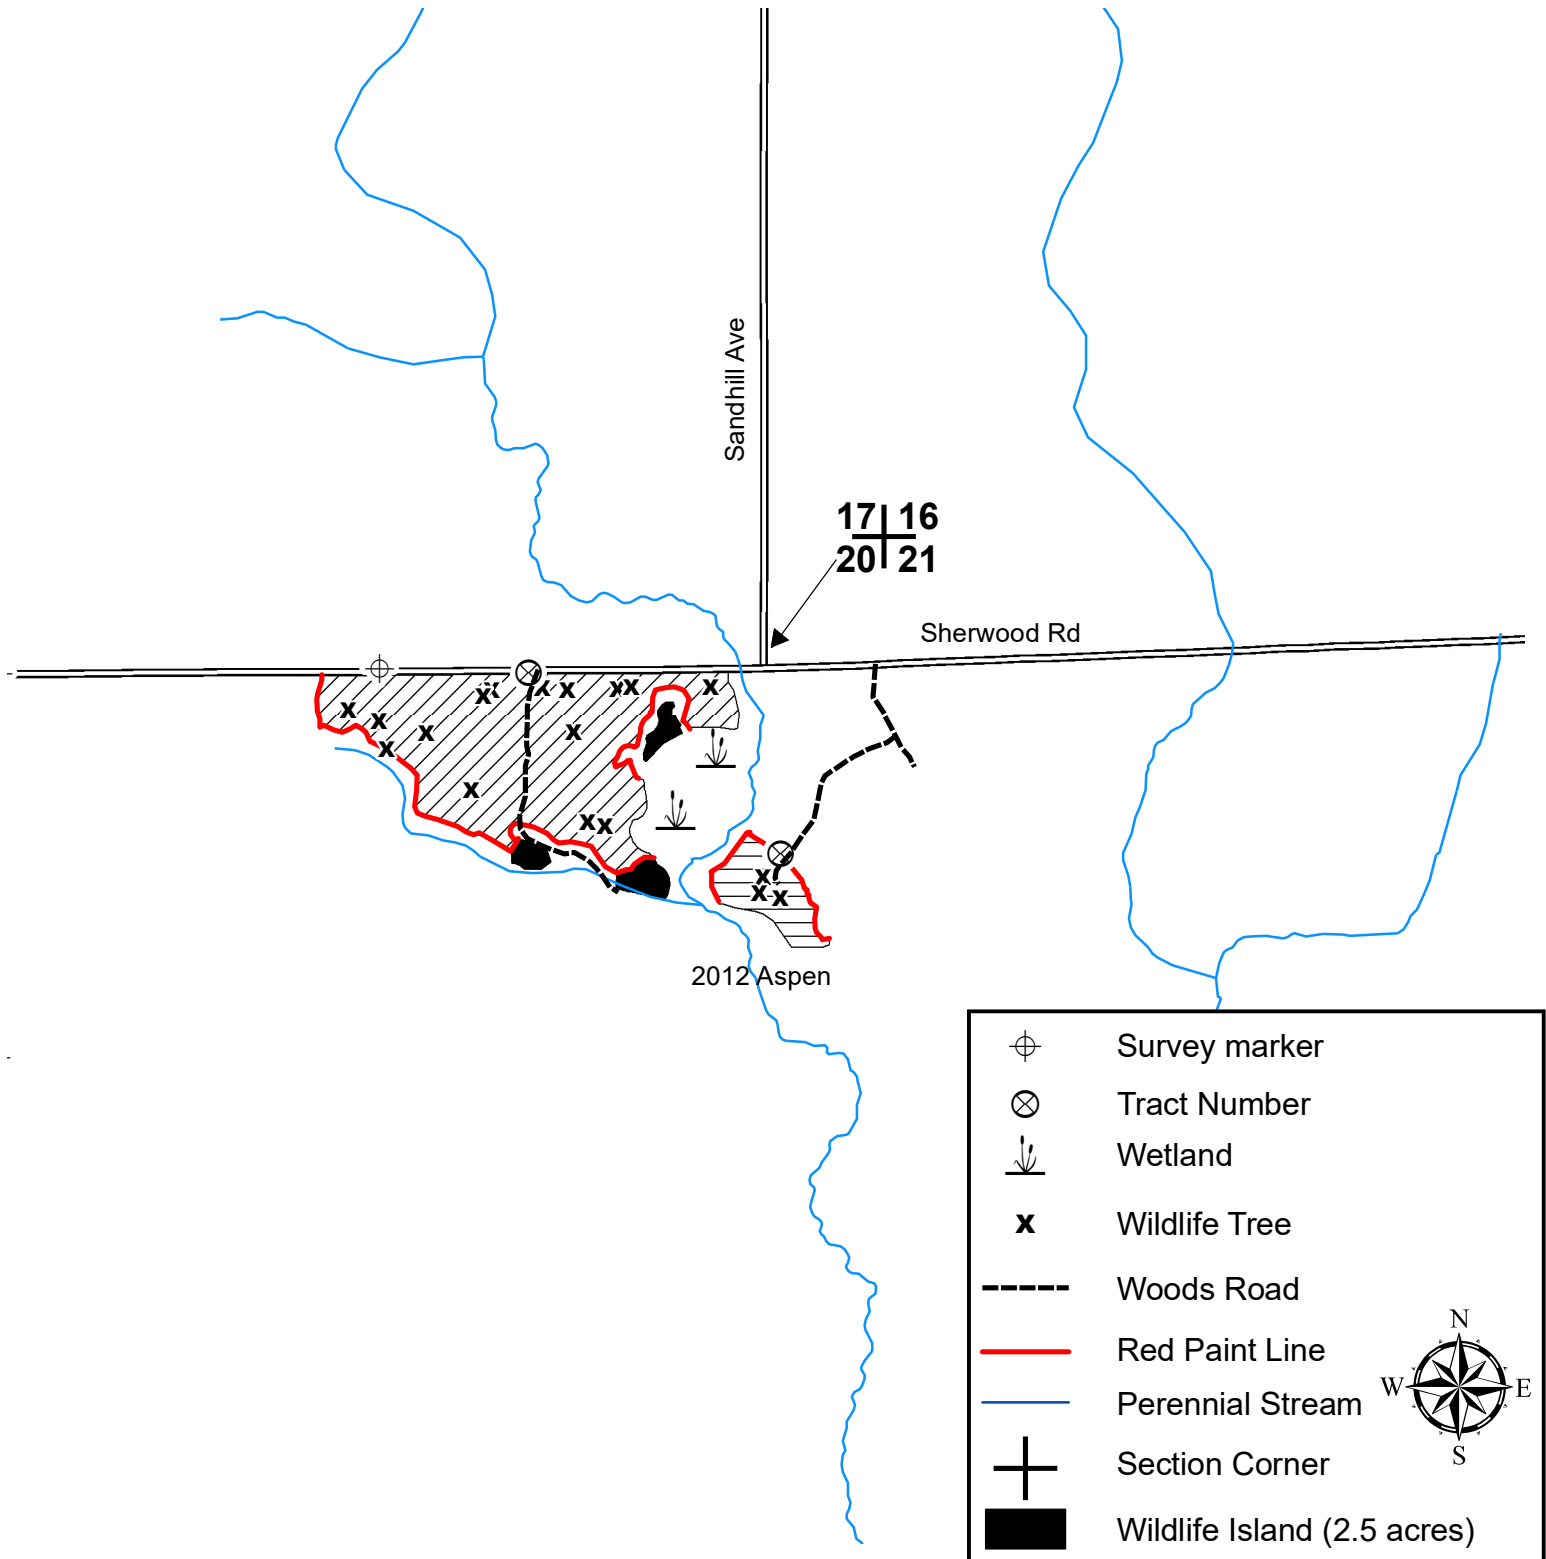 Sandhill Ave
17 16
20 21
Sherwood Rd
x x x x x x x x x x x x x x x x x x x
2012 Aspen
Survey marker
Tract Number
Wetland
x Wildlife Tree
Woods Road
Red Paint Line
Perennial Stream
Section Corner
Wildlife Island (2.5 acres)
N
W E
S